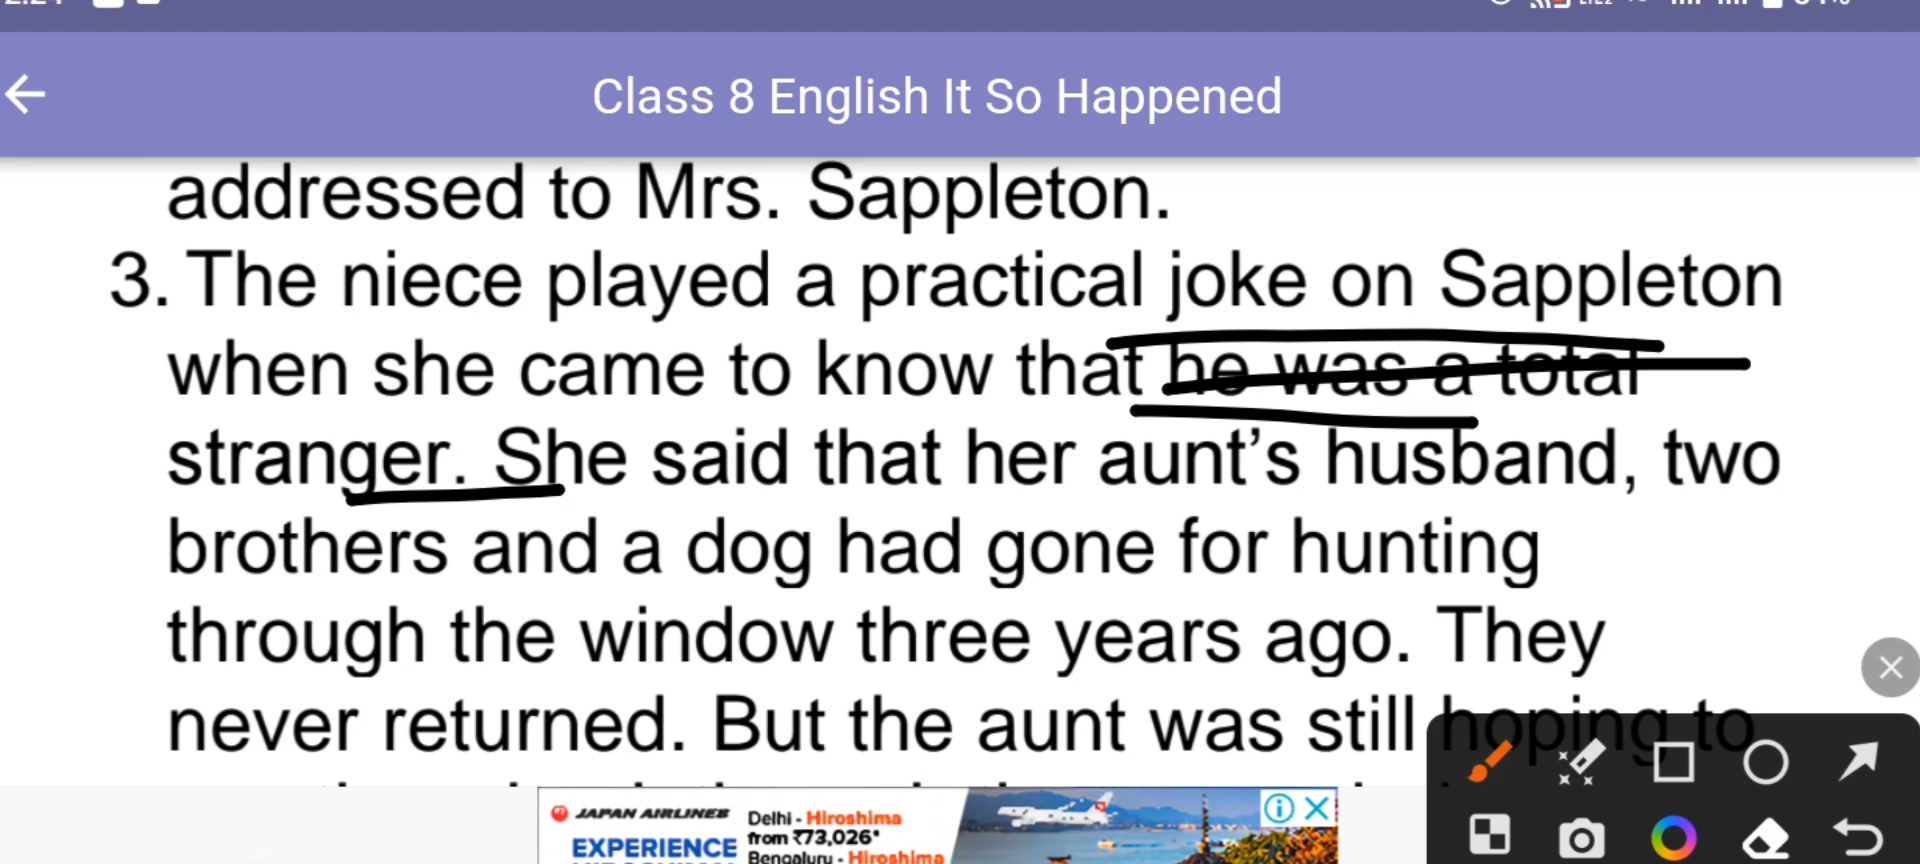 Class 8 English It So Happened
addressed to Mrs. Sappleton.
3. The niece played a practical joke on Sappleton
when she came to know that he was a total
stranger. She said that her aunt's husband, two
brothers and a dog had gone for hunting
through the window three years ago. They
never returned. But the aunt was still hoping to
JAPAN AIRLINES
EXPERIENCE
Delhi - Hiroshima
from ₹73,026*
Bengaluru - Hiroshima